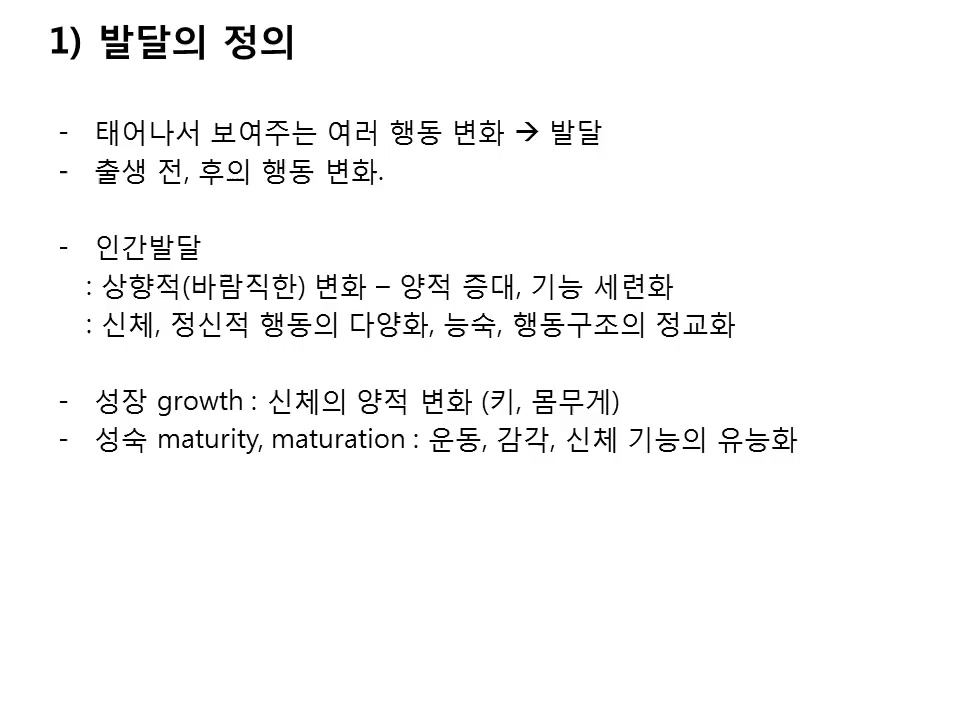 1) 발달의 정의
- 태어나서 보여주는 여러 행동 변화 → 발달
- 출생 전, 후의 행동 변화.
- 인간발달
: 상향적(바람직한) 변화 – 양적 증대, 기능 세련화
: 신체, 정신적 행동의 다양화, 능숙, 행동구조의 정교화
- 성장 growth : 신체의 양적 변화 (키, 몸무게)
- 성숙 maturity, maturation : 운동, 감각, 신체 기능의 유능화